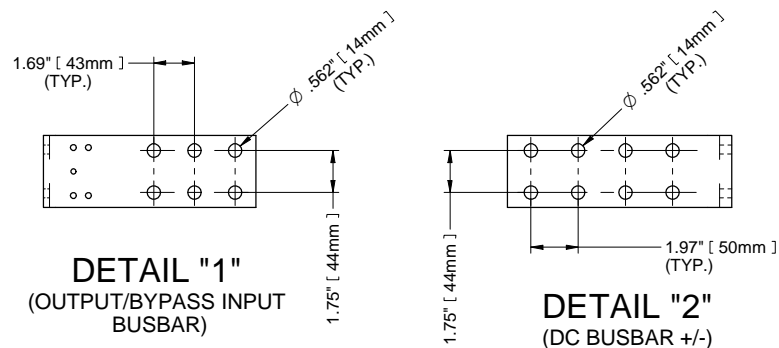 1.69" [ 43mm ]
(TYP.)
Ø .562" [ 14mm ]
(TYP.)
1.75" [ 44mm ]
DETAIL "1"
(OUTPUT/BYPASS INPUT
BUSBAR)
Ø .562" [ 14mm ]
(TYP.)
1.75" [ 44mm ]
1.97" [ 50mm ]
(TYP.)
DETAIL "2"
(DC BUSBAR +/-)